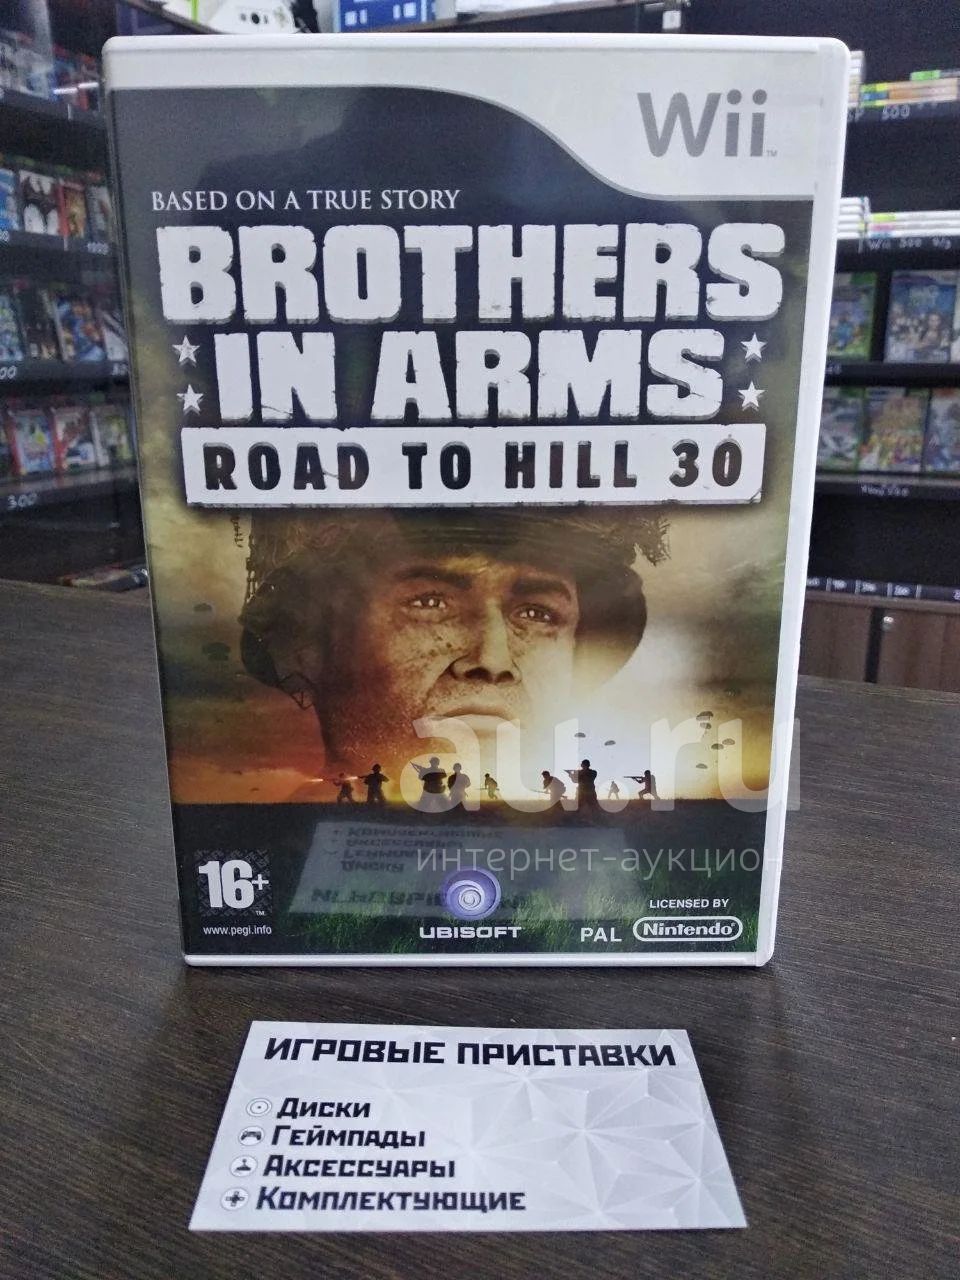 Wii
BASED ON A TRUE STORY
BROTHERS
IN ARMS
ROAD TO HILL 30
au.ru
интернет-аукцион
16+
www.pegi.info
UBISOFT
PAL
LICENSED BY
Nintendo
ИГРОВЫЕ ПРИСТАВКИ
Диски
Геймпады
Аксессуары
Комплектующие